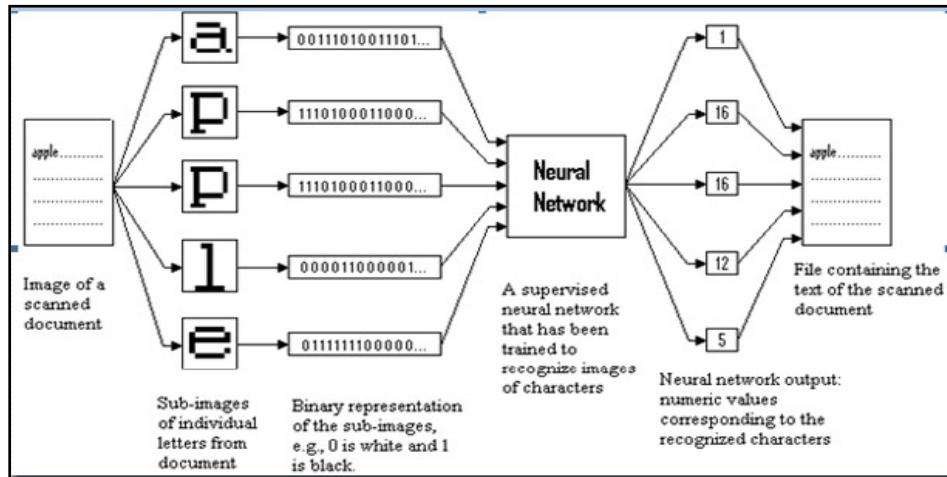 apple..........
Image of a
scanned
document
a
p
p
l
e
Sub-images
of individual
letters from
document
00111010011101...
1110100011000...
1110100011000...
000011000001...
0111111100000...
Binary representation
of the sub-images,
e.g., 0 is white and 1
is black.
Neural
Network
A supervised
neural network
that has been
trained to
recognize images
of characters
1
16
16
12
5
Neural network output:
numeric values
corresponding to the
recognized characters
apple..........
File containing the
text of the scanned
document